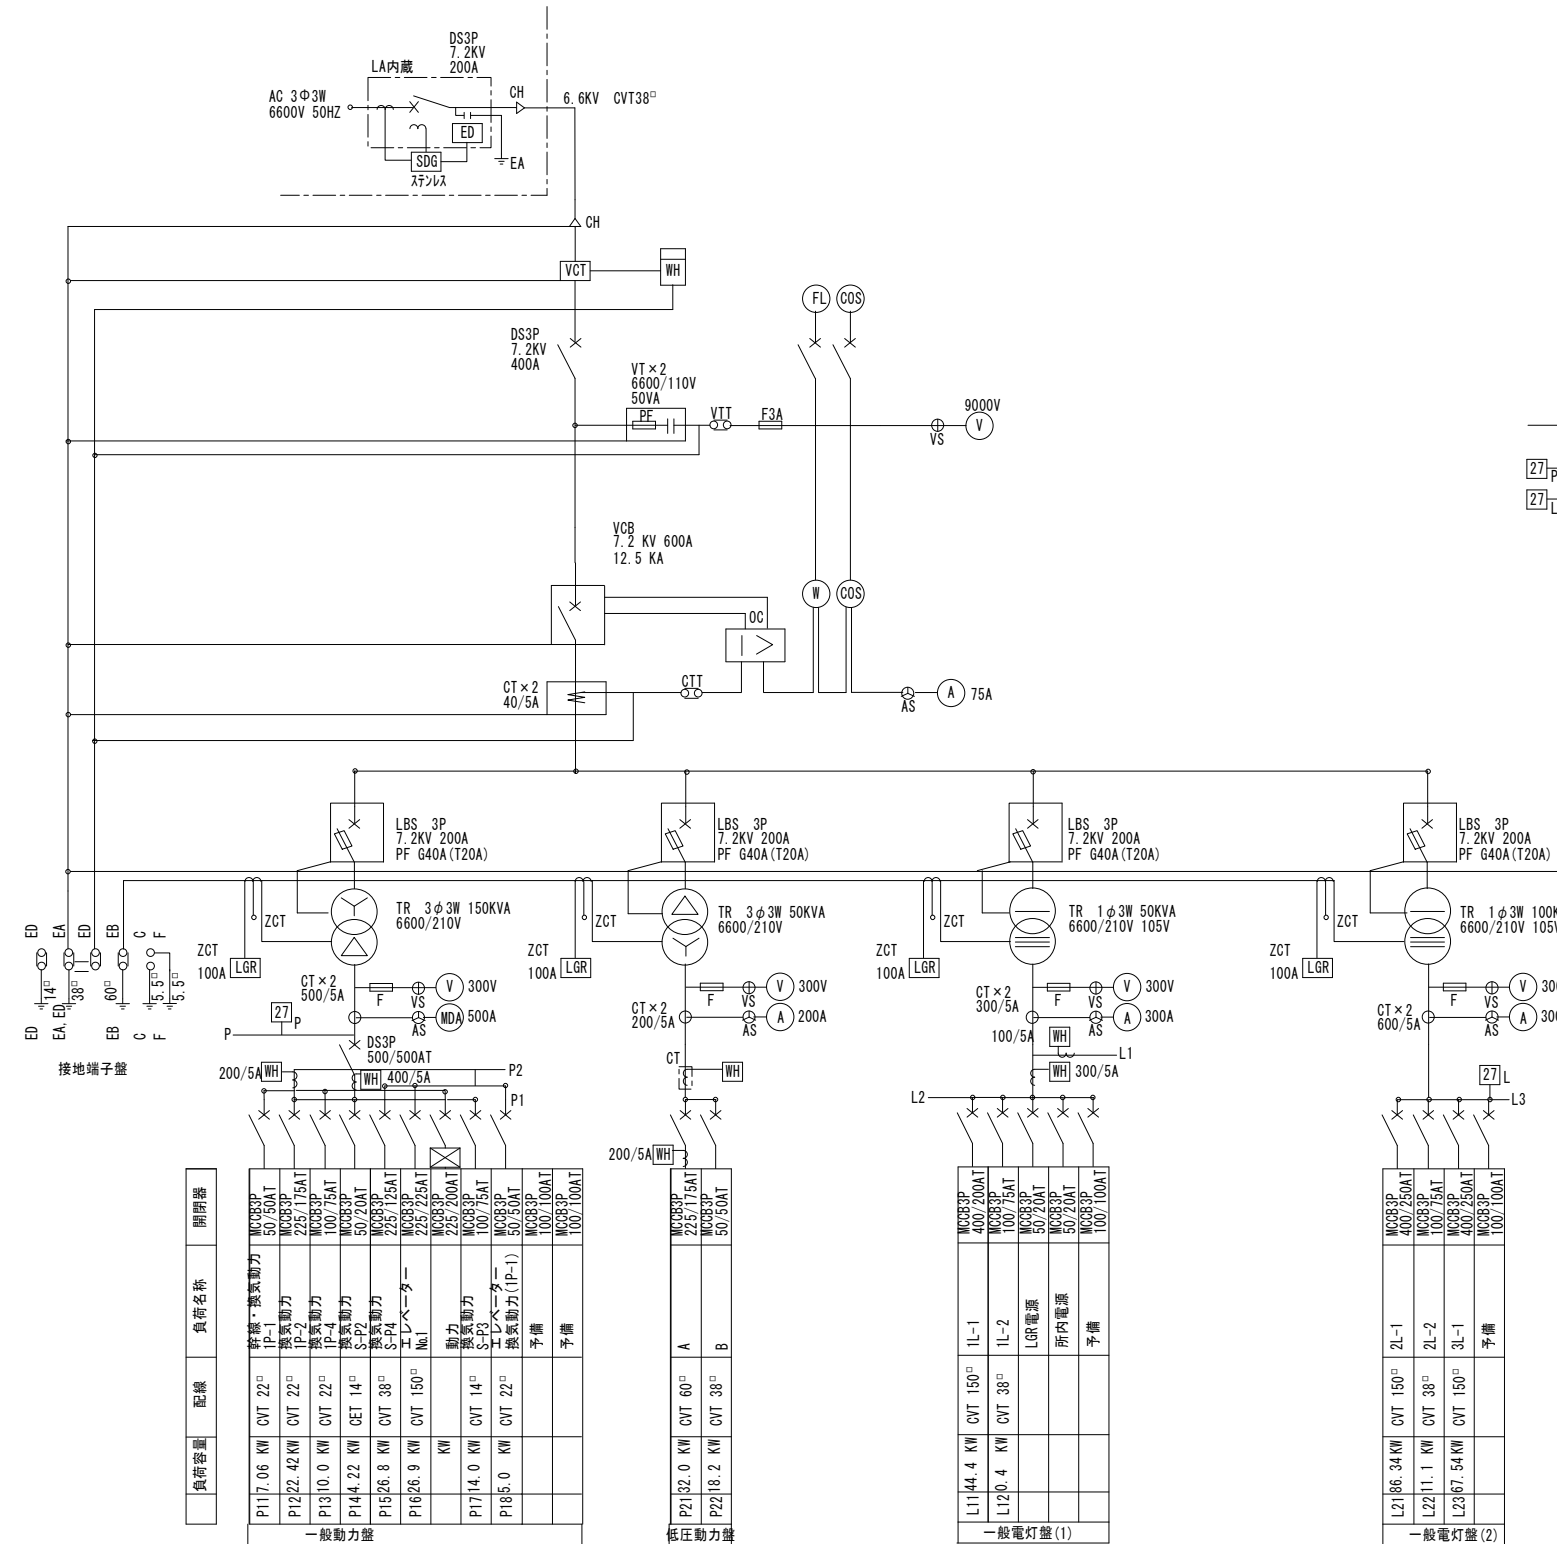 DS3P
7.2KV
200A
LA内蔵
AC 3Φ3W
6600V 50HZ
CH
6.6KV CVT38□
ED
SDG
EA
ステンレス
CH
VCT
WH
FL
COS
DS3P
7.2KV
400A
VT×2
6600/110V
50VA
PF
VTT
F3A
VS
9000V
V
27
P
27
L
VCB
7.2 KV 600A
12.5 KA
W
COS
OC
CT×2
40/5A
CTT
AS
A
75A
LBS 3P
7.2KV 200A
PF G40A(T20A)
LBS 3P
7.2KV 200A
PF G40A(T20A)
LBS 3P
7.2KV 200A
PF G40A(T20A)
LBS 3P
7.2KV 200A
PF G40A(T20A)
ZCT
TR 3φ3W 150KVA
6600/210V
ZCT
100A
LGR
ZCT
TR 3φ3W 50KVA
6600/210V
ZCT
100A
LGR
ZCT
TR 1φ3W 50KVA
6600/210V 105V
ZCT
100A
LGR
ZCT
TR 1φ3W 100K
6600/210V 105V
ZCT
100A
LGR
ED
EA
ED
EB
C
F
14□
38□
60□
5.5□
5.5□
ED
EA,ED
EB
C
F
接地端子盤
CT×2
500/5A
F
VS
V
300V
AS
MDA
500A
27
P
P
DS3P
500/500AT
200/5A
WH
WH
400/5A
P2
P1
CT×2
200/5A
F
VS
V
300V
AS
A
200A
CT
WH
200/5A
WH
CT×2
300/5A
F
VS
V
300V
AS
A
300A
100/5A
WH
L1
WH
300/5A
L2
CT×2
600/5A
F
VS
V
30
AS
A
30
27
L
L3
開閉器
負荷名称
配線
負荷容量
MCCB3P
50/50AT
幹線・換気動力
1P-1
CVT 22□
P11 7.06 KW
MCCB3P
225/175AT
換気動力
1P-2
CVT 22□
P12 22.42KW
MCCB3P
100/75AT
換気動力
1P-4
CVT 22□
P13 10.0 KW
MCCB3P
50/20AT
換気動力
S-P2
CET 14□
P14 4.22 KW
MCCB3P
225/125AT
換気動力
S-P4
CVT 38□
P15 26.8 KW
MCCB3P
225/225AT
エレベーター
No.1
CVT 150□
P16 26.9 KW
MCCB3P
225/200AT
動力
KW
MCCB3P
100/75AT
換気動力
S-P3
CVT 14□
P17 14.0 KW
MCCB3P
50/50AT
エレベーター
換気動力(1P-1)
CVT 22□
P18 5.0 KW
MCCB3P
100/100AT
予備
MCCB3P
100/100AT
予備
一般動力盤
MCCB3P
225/175AT
A
CVT 60□
P21 32.0 KW
MCCB3P
50/50AT
B
CVT 38□
P22 18.2 KW
低圧動力盤
MCCB3P
400/200AT
1L-1
CVT 150□
L11 44.4 KW
MCCB3P
100/75AT
1L-2
CVT 38□
L12 0.4 KW
MCCB3P
50/20AT
LGR電源
MCCB3P
50/20AT
所内電源
MCCB3P
100/100AT
予備
一般電灯盤(1)
MCCB3P
400/250AT
2L-1
CVT 150□
L21 86.34KW
MCCB3P
100/75AT
2L-2
CVT 38□
L22 11.1 KW
MCCB3P
400/250AT
3L-1
CVT 150□
L23 67.54KW
MCCB3P
100/100AT
予備
一般電灯盤(2)